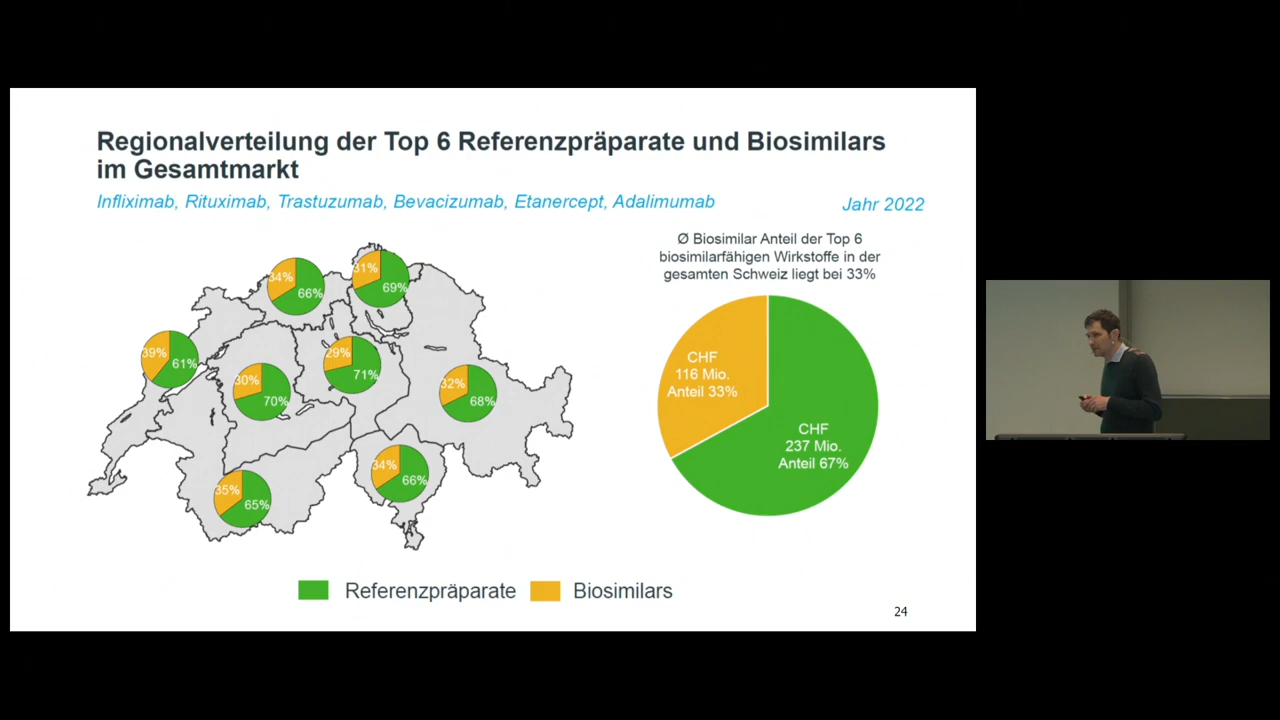 Regionalverteilung der Top 6 Referenzpräparate und Biosimilars
im Gesamtmarkt
Infliximab, Rituximab, Trastuzumab, Bevacizumab, Etanercept, Adalimumab
Jahr 2022
34%
66%
31%
69%
39%
61%
30%
70%
29%
71%
32%
68%
35%
65%
34%
66%
Ø Biosimilar Anteil der Top 6
biosimilarfähigen Wirkstoffe in der
gesamten Schweiz liegt bei 33%
CHF
116 Mio.
Anteil 33%
CHF
237 Mio.
Anteil 67%
Referenzpräparate
Biosimilars
24